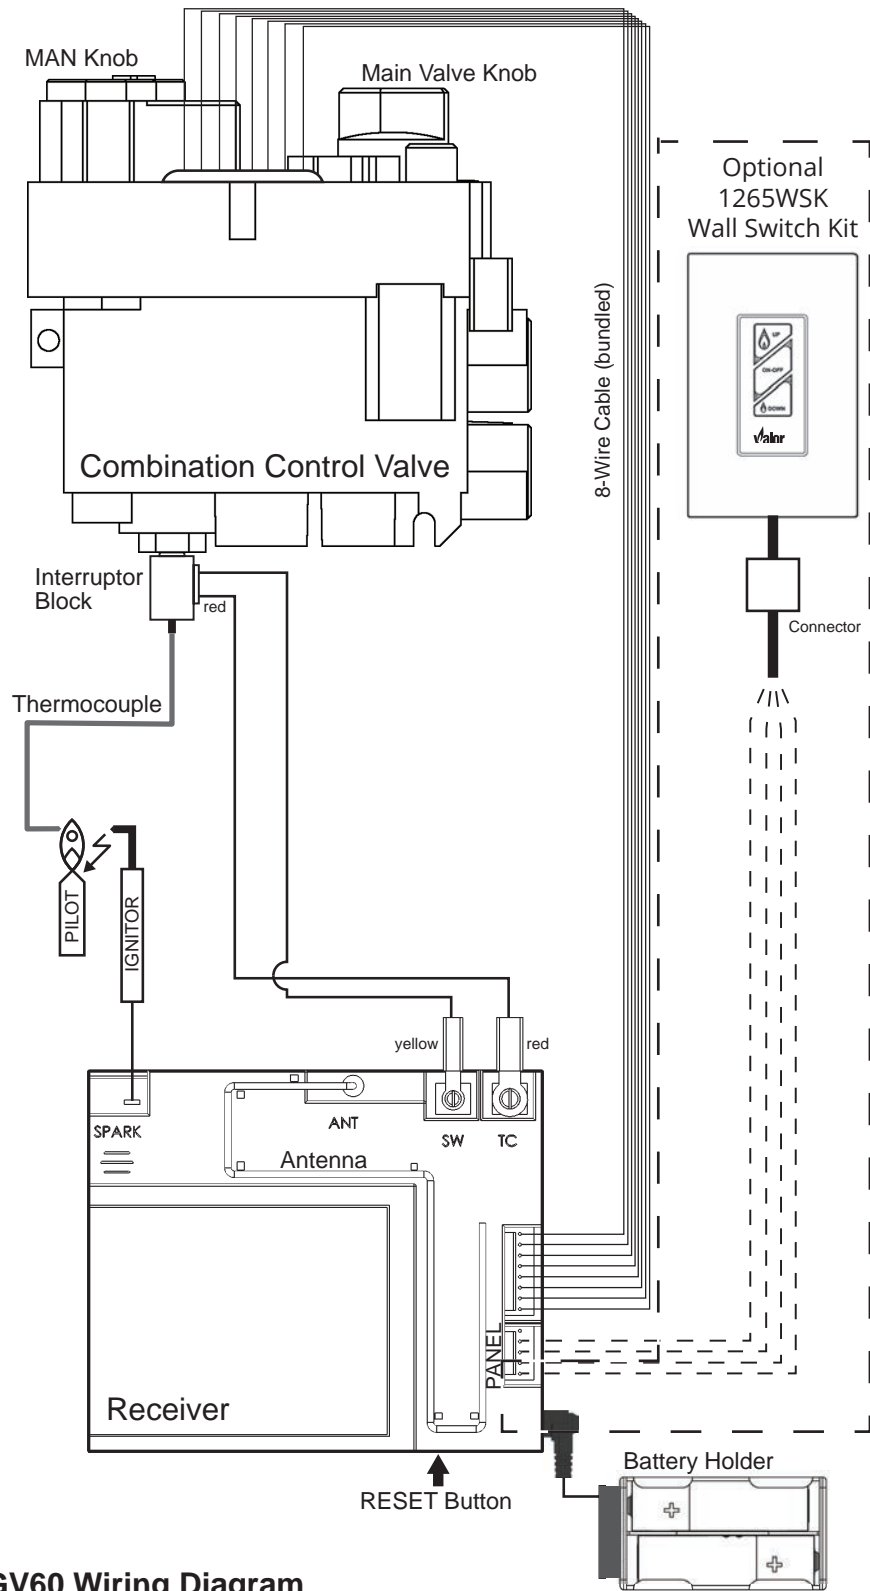 MAN Knob
Main Valve Knob
Optional
1265WSK
Wall Switch Kit
UP
ON-OFF
DOWN
Valor
8-Wire Cable (bundled)
Combination Control Valve
Interruptor
Block
red
Connector
Thermocouple
PILOT
IGNITOR
yellow
red
SPARK
ANT
SW
TC
Antenna
PANEL
Receiver
RESET Button
Battery Holder
GV60 Wiring Diagram